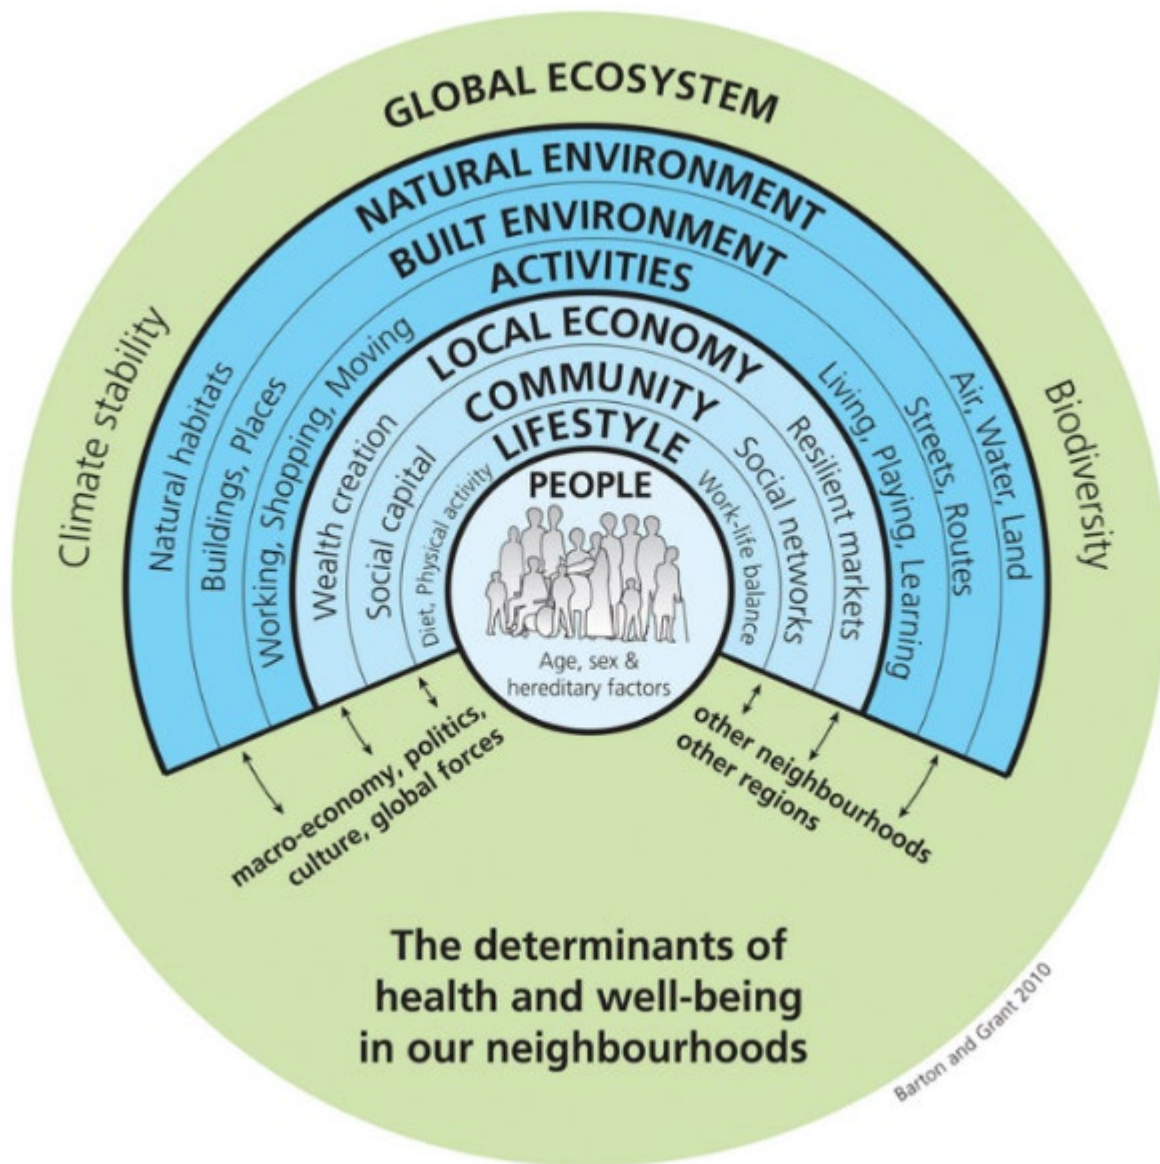 GLOBAL ECOSYSTEM
NATURAL ENVIRONMENT
BUILT ENVIRONMENT
ACTIVITIES
LOCAL ECONOMY
COMMUNITY
LIFESTYLE
PEOPLE
Climate stability
Natural habitats
Buildings, Places
Working, Shopping, Moving
Wealth creation
Social capital
Diet, Physical activity
Work-life balance
Social networks
Resilient markets
Living, Playing, Learning
Streets, Routes
Air, Water, Land
Biodiversity
Age, sex &
hereditary factors
macro-economy, politics,
culture, global forces
other neighbourhoods
other regions
The determinants of
health and well-being
in our neighbourhoods
Barton and Grant 2010